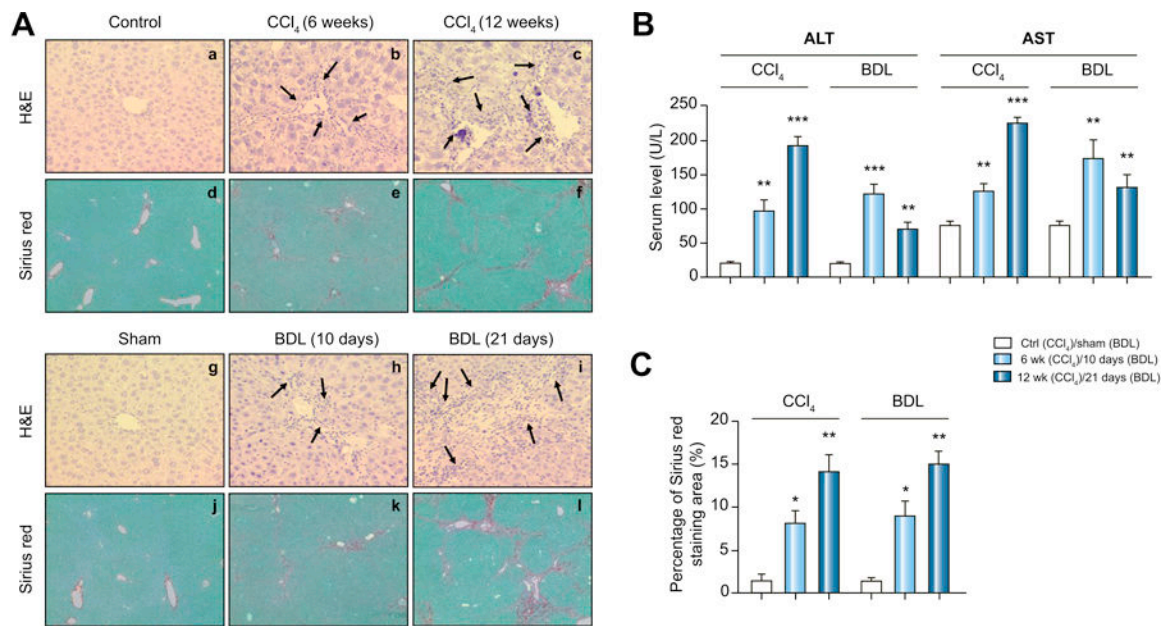 A
Control
CCl4 (6 weeks)
CCl4 (12 weeks)
H&E
a
b
c
Sirius red
d
e
f
Sham
BDL (10 days)
BDL (21 days)
H&E
g
h
i
Sirius red
j
k
l
B
ALT
AST
CCl4
BDL
CCl4
BDL
Serum level (U/L)
250
200
150
100
50
0
**
***
***
**
**
***
**
**
Ctrl (CCl4)/sham (BDL)
6 wk (CCl4)/10 days (BDL)
12 wk (CCl4)/21 days (BDL)
C
CCl4
BDL
Percentage of Sirius red
staining area (%)
20
15
10
5
0
*
**
*
**